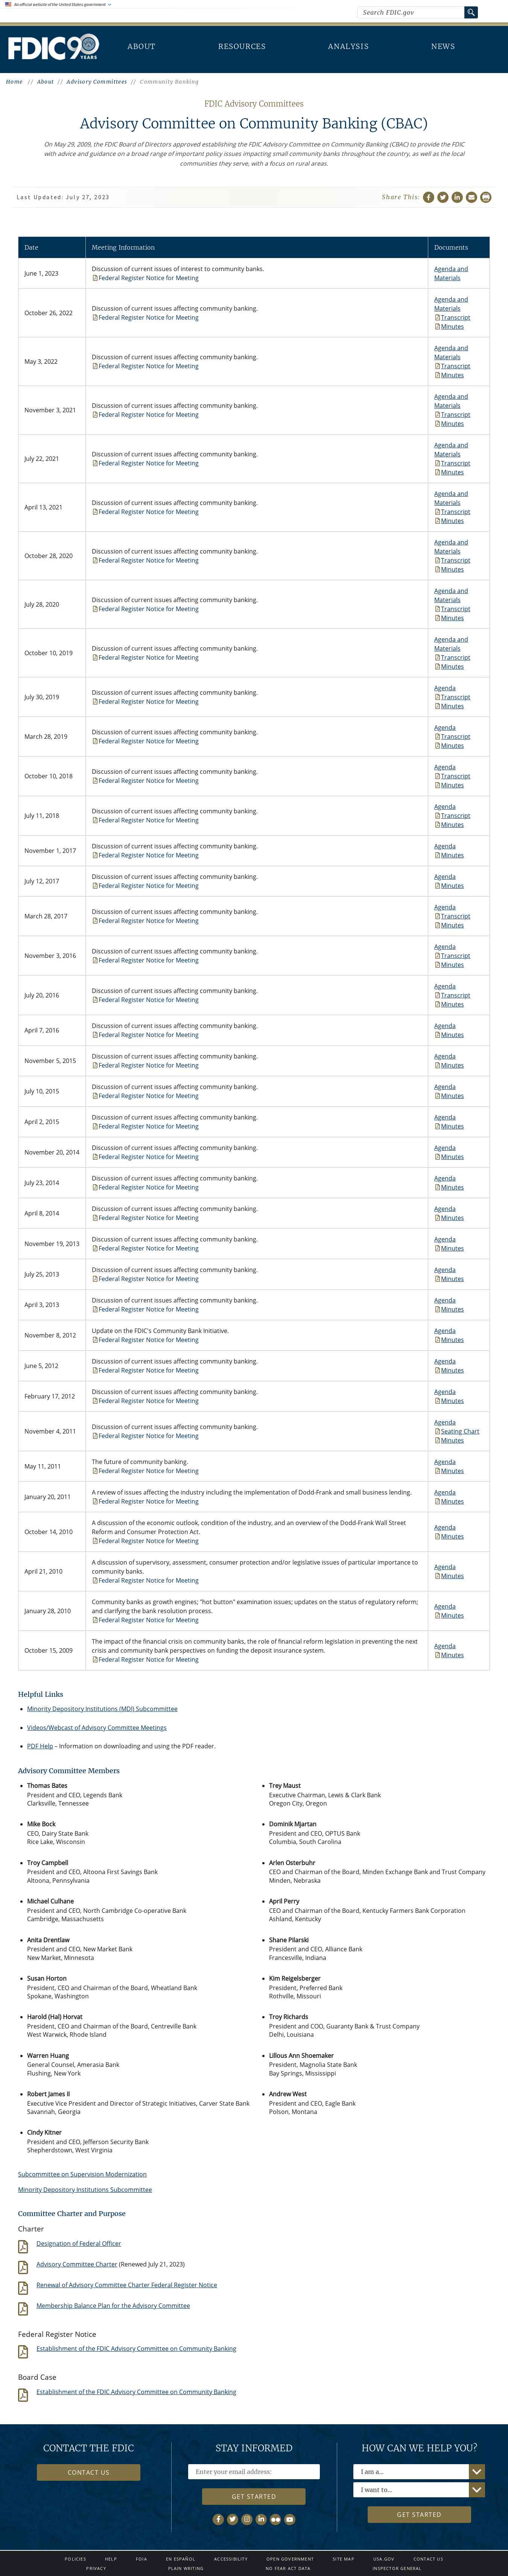 An official website of the United States government
Search FDIC.gov
FDIC 90 YEARS
ABOUT
RESOURCES
ANALYSIS
NEWS
Home // About // Advisory Committees // Community Banking
FDIC Advisory Committees
Advisory Committee on Community Banking (CBAC)
On May 29, 2009, the FDIC Board of Directors approved establishing the FDIC Advisory Committee on Community Banking (CBAC) to provide the FDIC
with advice and guidance on a broad range of important policy issues impacting small community banks throughout the country, as well as the local
communities they serve, with a focus on rural areas.
Last Updated: July 27, 2023
Share This:
Date Meeting Information Documents
June 1, 2023
Discussion of current issues of interest to community banks.
Federal Register Notice for Meeting
Agenda and
Materials
October 26, 2022
Discussion of current issues affecting community banking.
Federal Register Notice for Meeting
Agenda and
Materials
Transcript
Minutes
May 3, 2022
Discussion of current issues affecting community banking.
Federal Register Notice for Meeting
Agenda and
Materials
Transcript
Minutes
November 3, 2021
Discussion of current issues affecting community banking.
Federal Register Notice for Meeting
Agenda and
Materials
Transcript
Minutes
July 22, 2021
Discussion of current issues affecting community banking.
Federal Register Notice for Meeting
Agenda and
Materials
Transcript
Minutes
April 13, 2021
Discussion of current issues affecting community banking.
Federal Register Notice for Meeting
Agenda and
Materials
Transcript
Minutes
October 28, 2020
Discussion of current issues affecting community banking.
Federal Register Notice for Meeting
Agenda and
Materials
Transcript
Minutes
July 28, 2020
Discussion of current issues affecting community banking.
Federal Register Notice for Meeting
Agenda and
Materials
Transcript
Minutes
October 10, 2019
Discussion of current issues affecting community banking.
Federal Register Notice for Meeting
Agenda and
Materials
Transcript
Minutes
July 30, 2019
Discussion of current issues affecting community banking.
Federal Register Notice for Meeting
Agenda
Transcript
Minutes
March 28, 2019
Discussion of current issues affecting community banking.
Federal Register Notice for Meeting
Agenda
Transcript
Minutes
October 10, 2018
Discussion of current issues affecting community banking.
Federal Register Notice for Meeting
Agenda
Transcript
Minutes
July 11, 2018
Discussion of current issues affecting community banking.
Federal Register Notice for Meeting
Agenda
Transcript
Minutes
November 1, 2017
Discussion of current issues affecting community banking.
Federal Register Notice for Meeting
Agenda
Minutes
July 12, 2017
Discussion of current issues affecting community banking.
Federal Register Notice for Meeting
Agenda
Minutes
March 28, 2017
Discussion of current issues affecting community banking.
Federal Register Notice for Meeting
Agenda
Transcript
Minutes
November 3, 2016
Discussion of current issues affecting community banking.
Federal Register Notice for Meeting
Agenda
Transcript
Minutes
July 20, 2016
Discussion of current issues affecting community banking.
Federal Register Notice for Meeting
Agenda
Transcript
Minutes
April 7, 2016
Discussion of current issues affecting community banking.
Federal Register Notice for Meeting
Agenda
Minutes
November 5, 2015
Discussion of current issues affecting community banking.
Federal Register Notice for Meeting
Agenda
Minutes
July 10, 2015
Discussion of current issues affecting community banking.
Federal Register Notice for Meeting
Agenda
Minutes
April 2, 2015
Discussion of current issues affecting community banking.
Federal Register Notice for Meeting
Agenda
Minutes
November 20, 2014
Discussion of current issues affecting community banking.
Federal Register Notice for Meeting
Agenda
Minutes
July 23, 2014
Discussion of current issues affecting community banking.
Federal Register Notice for Meeting
Agenda
Minutes
April 8, 2014
Discussion of current issues affecting community banking.
Federal Register Notice for Meeting
Agenda
Minutes
November 19, 2013
Discussion of current issues affecting community banking.
Federal Register Notice for Meeting
Agenda
Minutes
July 25, 2013
Discussion of current issues affecting community banking.
Federal Register Notice for Meeting
Agenda
Minutes
April 3, 2013
Discussion of current issues affecting community banking.
Federal Register Notice for Meeting
Agenda
Minutes
November 8, 2012
Update on the FDIC's Community Bank Initiative.
Federal Register Notice for Meeting
Agenda
Minutes
June 5, 2012
Discussion of current issues affecting community banking.
Federal Register Notice for Meeting
Agenda
Minutes
February 17, 2012
Discussion of current issues affecting community banking.
Federal Register Notice for Meeting
Agenda
Minutes
November 4, 2011
Discussion of current issues affecting community banking.
Federal Register Notice for Meeting
Agenda
Seating Chart
Minutes
May 11, 2011
The future of community banking.
Federal Register Notice for Meeting
Agenda
Minutes
January 20, 2011
A review of issues affecting the industry including the implementation of Dodd-Frank and small business lending.
Federal Register Notice for Meeting
Agenda
Minutes
October 14, 2010
A discussion of the economic outlook, condition of the industry, and an overview of the Dodd-Frank Wall Street
Reform and Consumer Protection Act.
Federal Register Notice for Meeting
Agenda
Minutes
April 21, 2010
A discussion of supervisory, assessment, consumer protection and/or legislative issues of particular importance to
community banks.
Federal Register Notice for Meeting
Agenda
Minutes
January 28, 2010
Community banks as growth engines; "hot button" examination issues; updates on the status of regulatory reform;
and clarifying the bank resolution process.
Federal Register Notice for Meeting
Agenda
Minutes
October 15, 2009
The impact of the financial crisis on community banks, the role of financial reform legislation in preventing the next
crisis and community bank perspectives on funding the deposit insurance system.
Federal Register Notice for Meeting
Agenda
Minutes
Helpful Links
Minority Depository Institutions (MDI) Subcommittee
Videos/Webcast of Advisory Committee Meetings
PDF Help – Information on downloading and using the PDF reader.
Advisory Committee Members
Thomas Bates
President and CEO, Legends Bank
Clarksville, Tennessee
Trey Maust
Executive Chairman, Lewis & Clark Bank
Oregon City, Oregon
Mike Bock
CEO, Dairy State Bank
Rice Lake, Wisconsin
Dominik Mjartan
President and CEO, OPTUS Bank
Columbia, South Carolina
Troy Campbell
President and CEO, Altoona First Savings Bank
Altoona, Pennsylvania
Arlen Osterbuhr
CEO and Chairman of the Board, Minden Exchange Bank and Trust Company
Minden, Nebraska
Michael Culhane
President and CEO, North Cambridge Co-operative Bank
Cambridge, Massachusetts
April Perry
CEO and Chairman of the Board, Kentucky Farmers Bank Corporation
Ashland, Kentucky
Anita Drentlaw
President and CEO, New Market Bank
New Market, Minnesota
Shane Pilarski
President and CEO, Alliance Bank
Francesville, Indiana
Susan Horton
President, CEO and Chairman of the Board, Wheatland Bank
Spokane, Washington
Kim Reigelsberger
President, Preferred Bank
Rothville, Missouri
Harold (Hal) Horvat
President, CEO and Chairman of the Board, Centreville Bank
West Warwick, Rhode Island
Troy Richards
President and COO, Guaranty Bank & Trust Company
Delhi, Louisiana
Warren Huang
General Counsel, Amerasia Bank
Flushing, New York
Lillous Ann Shoemaker
President, Magnolia State Bank
Bay Springs, Mississippi
Robert James II
Executive Vice President and Director of Strategic Initiatives, Carver State Bank
Savannah, Georgia
Andrew West
President and CEO, Eagle Bank
Polson, Montana
Cindy Kitner
President and CEO, Jefferson Security Bank
Shepherdstown, West Virginia
Subcommittee on Supervision Modernization
Minority Depository Institutions Subcommittee
Committee Charter and Purpose
Charter
Designation of Federal Officer
Advisory Committee Charter (Renewed July 21, 2023)
Renewal of Advisory Committee Charter Federal Register Notice
Membership Balance Plan for the Advisory Committee
Federal Register Notice
Establishment of the FDIC Advisory Committee on Community Banking
Board Case
Establishment of the FDIC Advisory Committee on Community Banking
CONTACT THE FDIC
CONTACT US
STAY INFORMED
Enter your email address:
GET STARTED
HOW CAN WE HELP YOU?
I am a...
I want to...
GET STARTED
POLICIES HELP FOIA EN ESPAÑOL ACCESSIBILITY OPEN GOVERNMENT SITE MAP USA.GOV CONTACT US
PRIVACY PLAIN WRITING NO FEAR ACT DATA INSPECTOR GENERAL